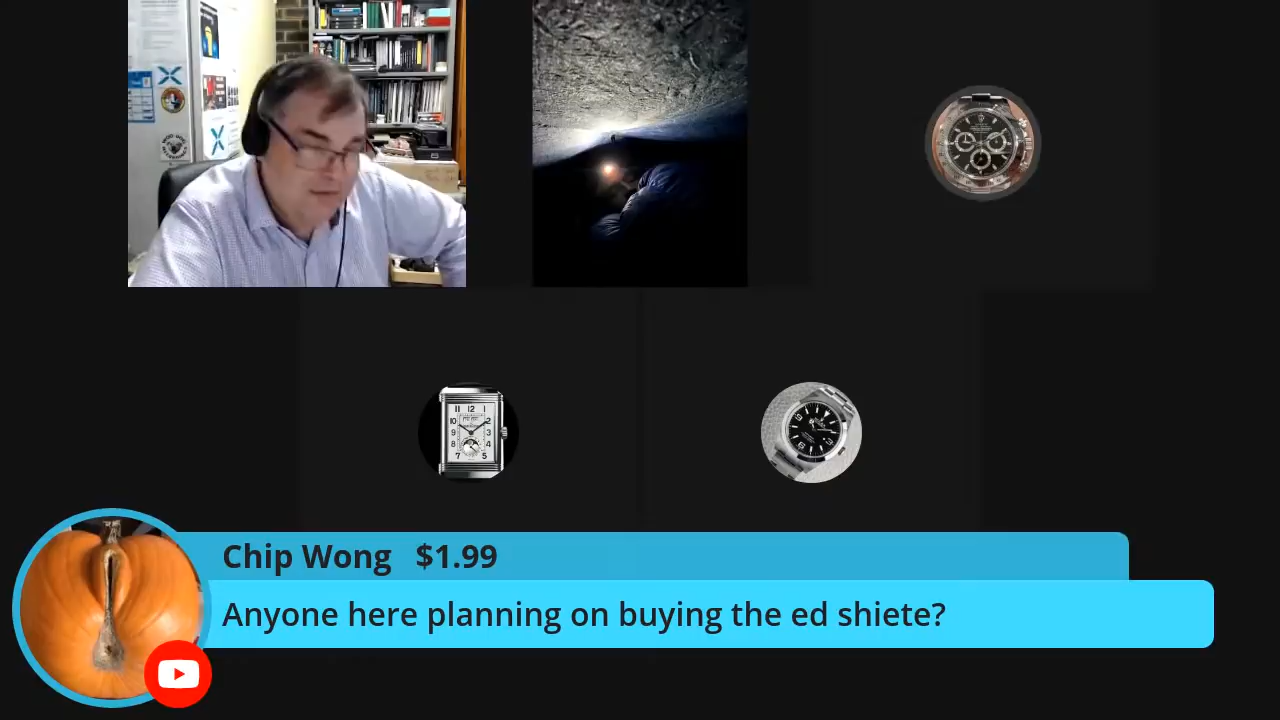 Chip Wong $1.99
Anyone here planning on buying the ed shiete?